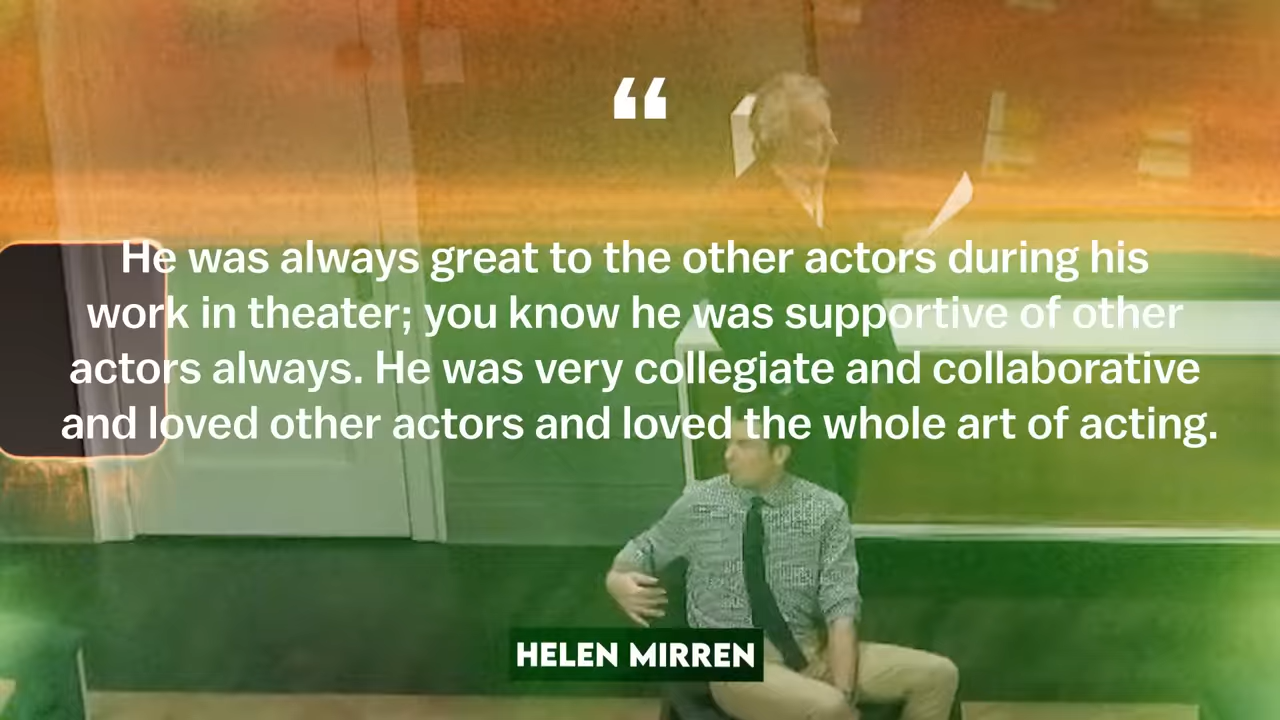 “
He was always great to the other actors during his
work in theater; you know he was supportive of other
actors always. He was very collegiate and collaborative
and loved other actors and loved the whole art of acting.
HELEN MIRREN